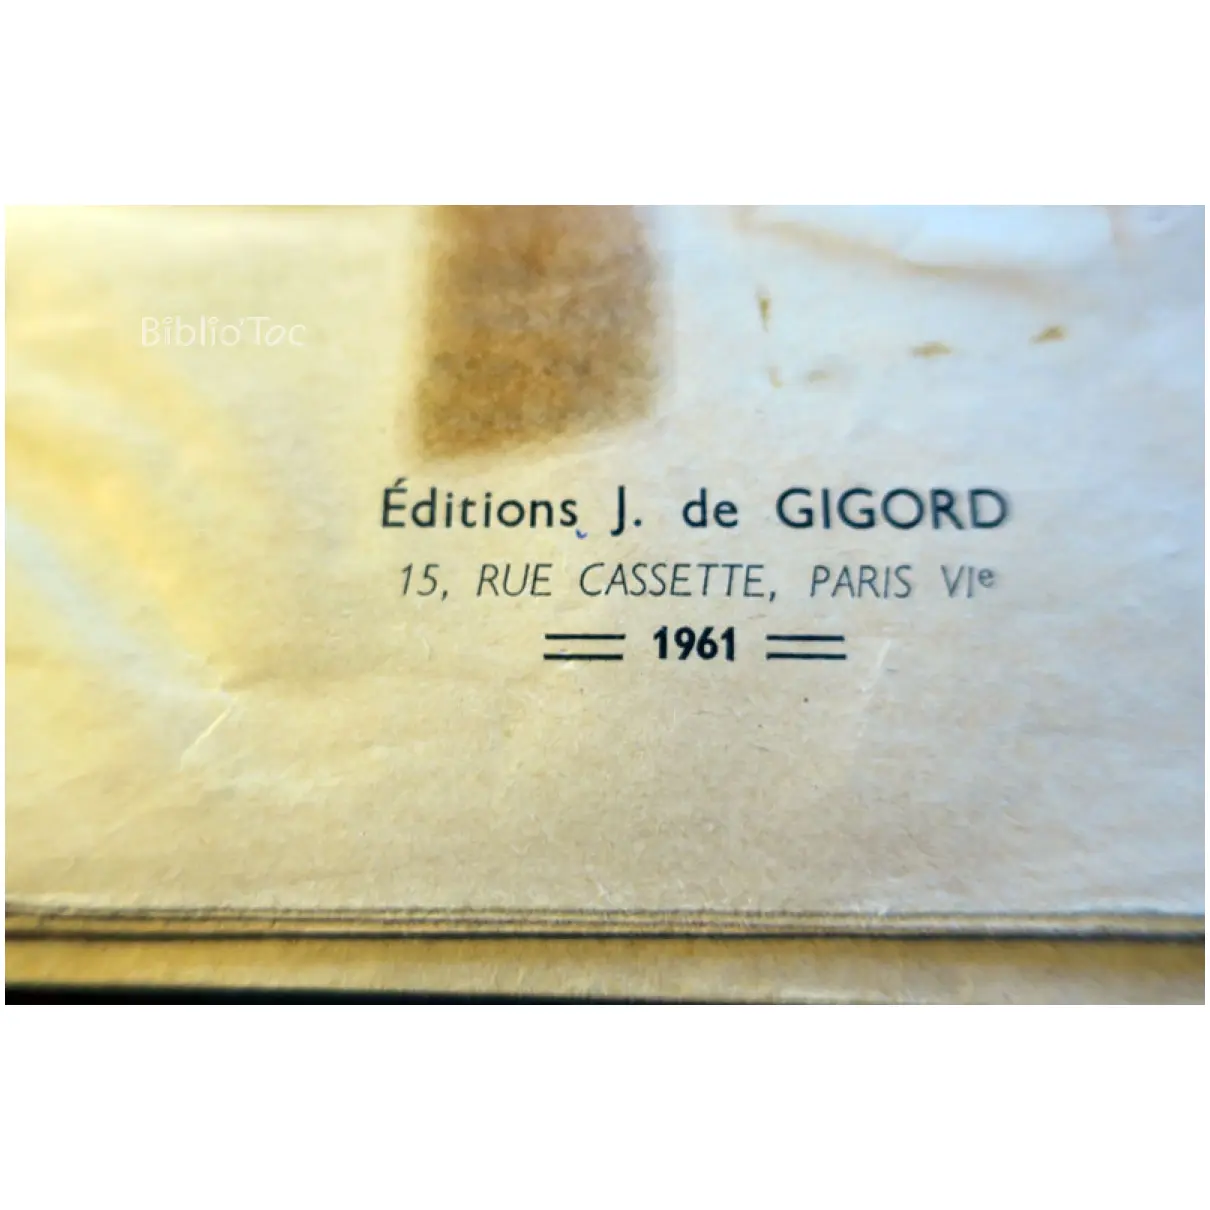 Biblio'Toc
Éditions J. de GIGORD
15, RUE CASSETTE, PARIS VIe
1961